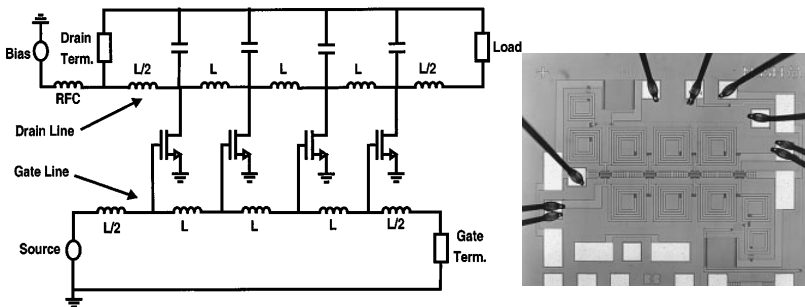 Bias
Drain
Term.
Load
RFC
L/2
L
L
L
L/2
Drain Line
Gate Line
L/2
L
L
L
L/2
Source
Gate
Term.